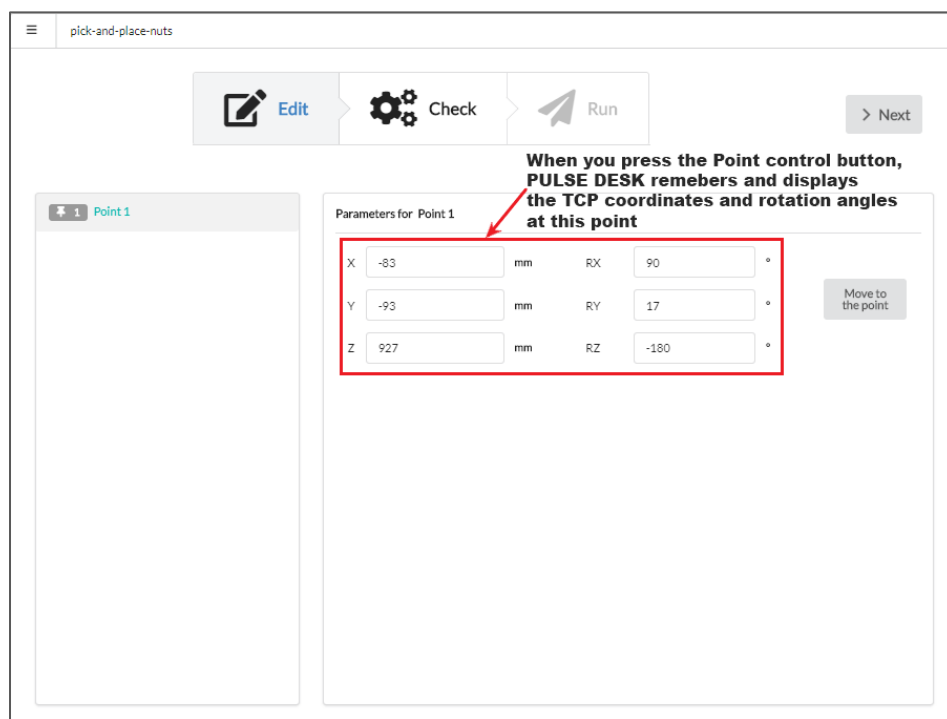 ☰ pick-and-place-nuts
Edit
Check
Run
> Next
When you press the Point control button,
PULSE DESK remebers and displays
the TCP coordinates and rotation angles
at this point
1 Point 1
Parameters for Point 1
X -83 mm RX 90 °
Y -93 mm RY 17 °
Z 927 mm RZ -180 °
Move to
the point